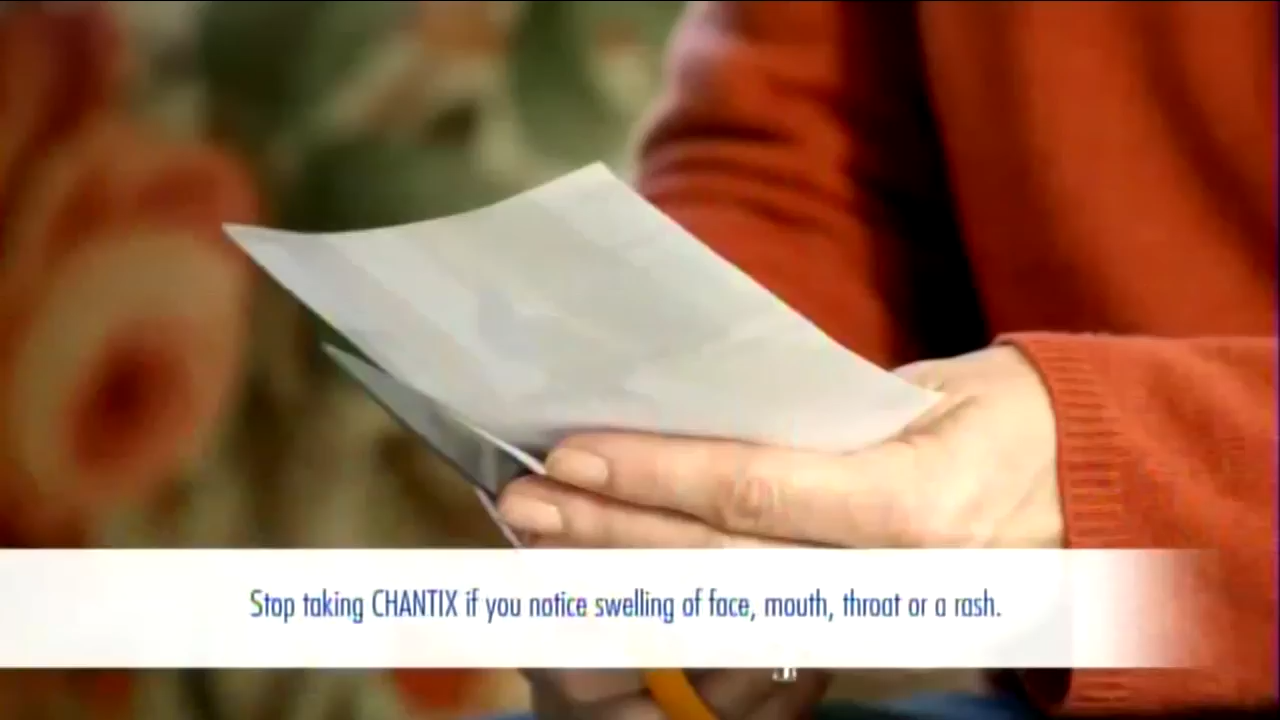 Stop taking CHANTIX if you notice swelling of face, mouth, throat or a rash.